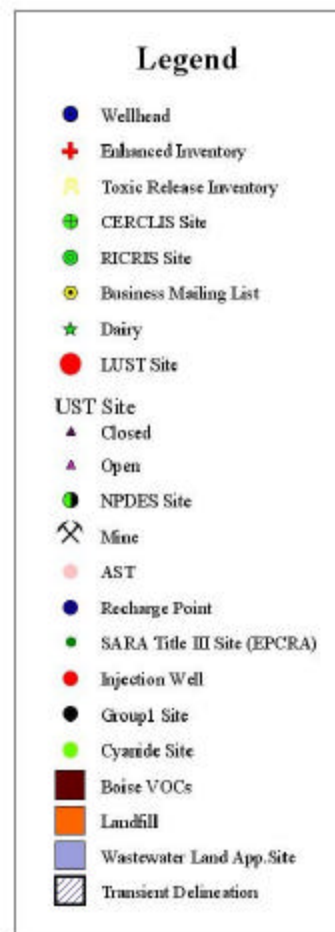 Legend
Wellhead
Enhanced Inventory
Toxic Release Inventory
CERCLIS Site
RICRIS Site
Business Mailing List
Dairy
LUST Site
UST Site
Closed
Open
NPDES Site
Mine
AST
Recharge Point
SARA Title III Site (EPCRA)
Injection Well
Group1 Site
Cyanide Site
Boise VOCs
Landfill
Wastewater Land App.Site
Transient Delineation